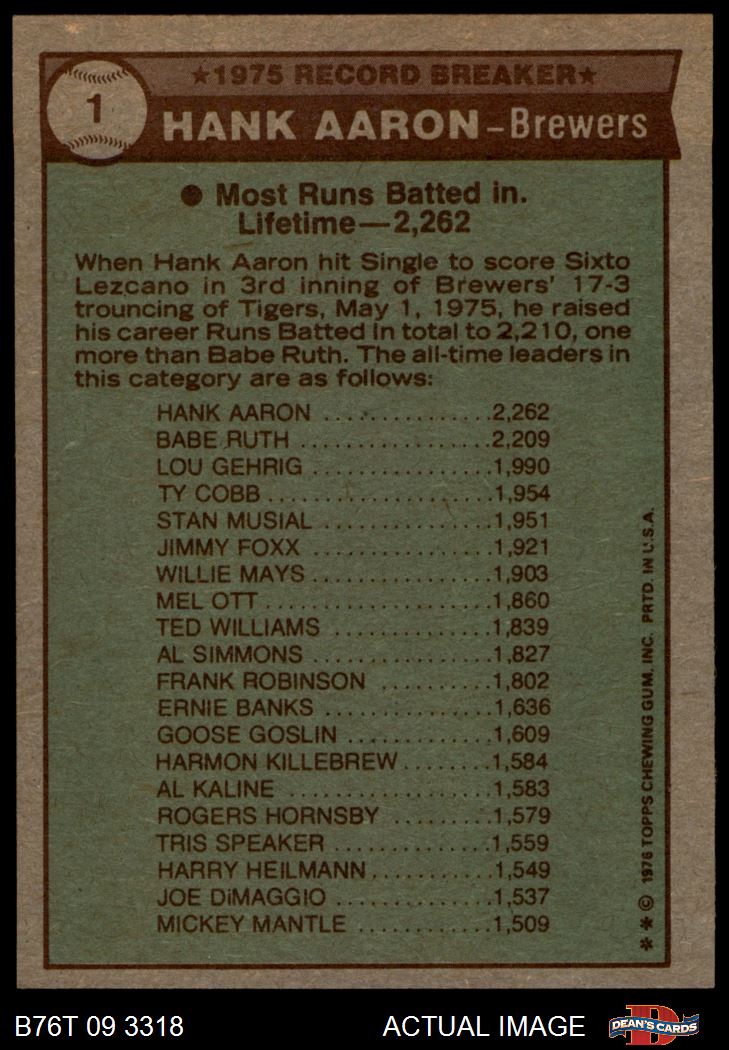 1
★1975 RECORD BREAKER★
HANK AARON – Brewers
● Most Runs Batted in.
Lifetime—2,262
When Hank Aaron hit Single to score Sixto
Lezcano in 3rd inning of Brewers' 17-3
trouncing of Tigers, May 1, 1975, he raised
his career Runs Batted In total to 2,210, one
more than Babe Ruth. The all-time leaders in
this category are as follows:
HANK AARON ................2,262
BABE RUTH ..................2,209
LOU GEHRIG .................1,990
TY COBB .....................1,954
STAN MUSIAL ................1,951
JIMMY FOXX .................1,921
WILLIE MAYS .................1,903
MEL OTT .....................1,860
TED WILLIAMS ...............1,839
AL SIMMONS .................1,827
FRANK ROBINSON ..........1,802
ERNIE BANKS ................1,636
GOOSE GOSLIN ..............1,609
HARMON KILLEBREW ........1,584
AL KALINE ....................1,583
ROGERS HORNSBY ..........1,579
TRIS SPEAKER ...............1,559
HARRY HEILMANN ...........1,549
JOE DiMAGGIO ..............1,537
MICKEY MANTLE ............1,509
＊＊ © 1976 TOPPS CHEWING GUM, INC. PRTD. IN U.S.A.
B76T 09 3318
ACTUAL IMAGE
D
DEAN'S CARDS